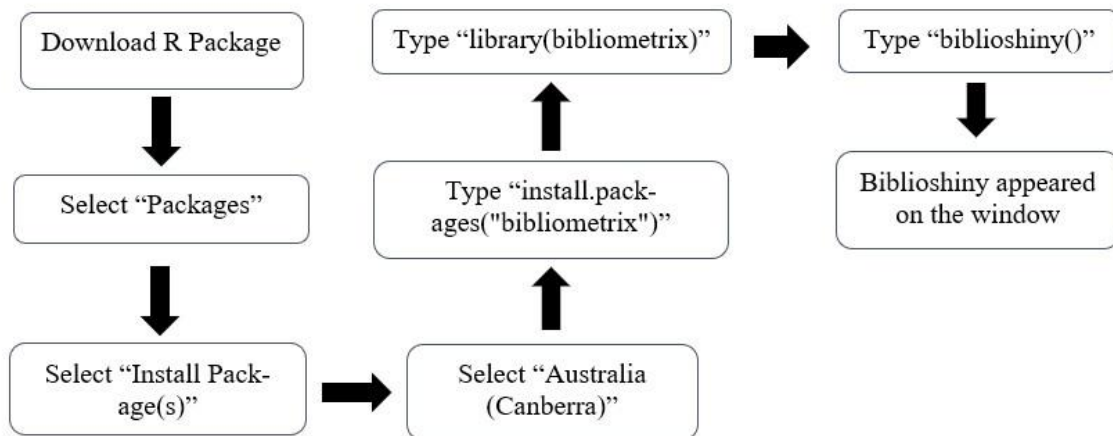 Download R Package
Select “Packages”
Select “Install Pack-
age(s)”
Select “Australia
(Canberra)”
Type “install.pack-
ages("bibliometrix")”
Type “library(bibliometrix)”
Type “biblioshiny()”
Biblioshiny appeared
on the window